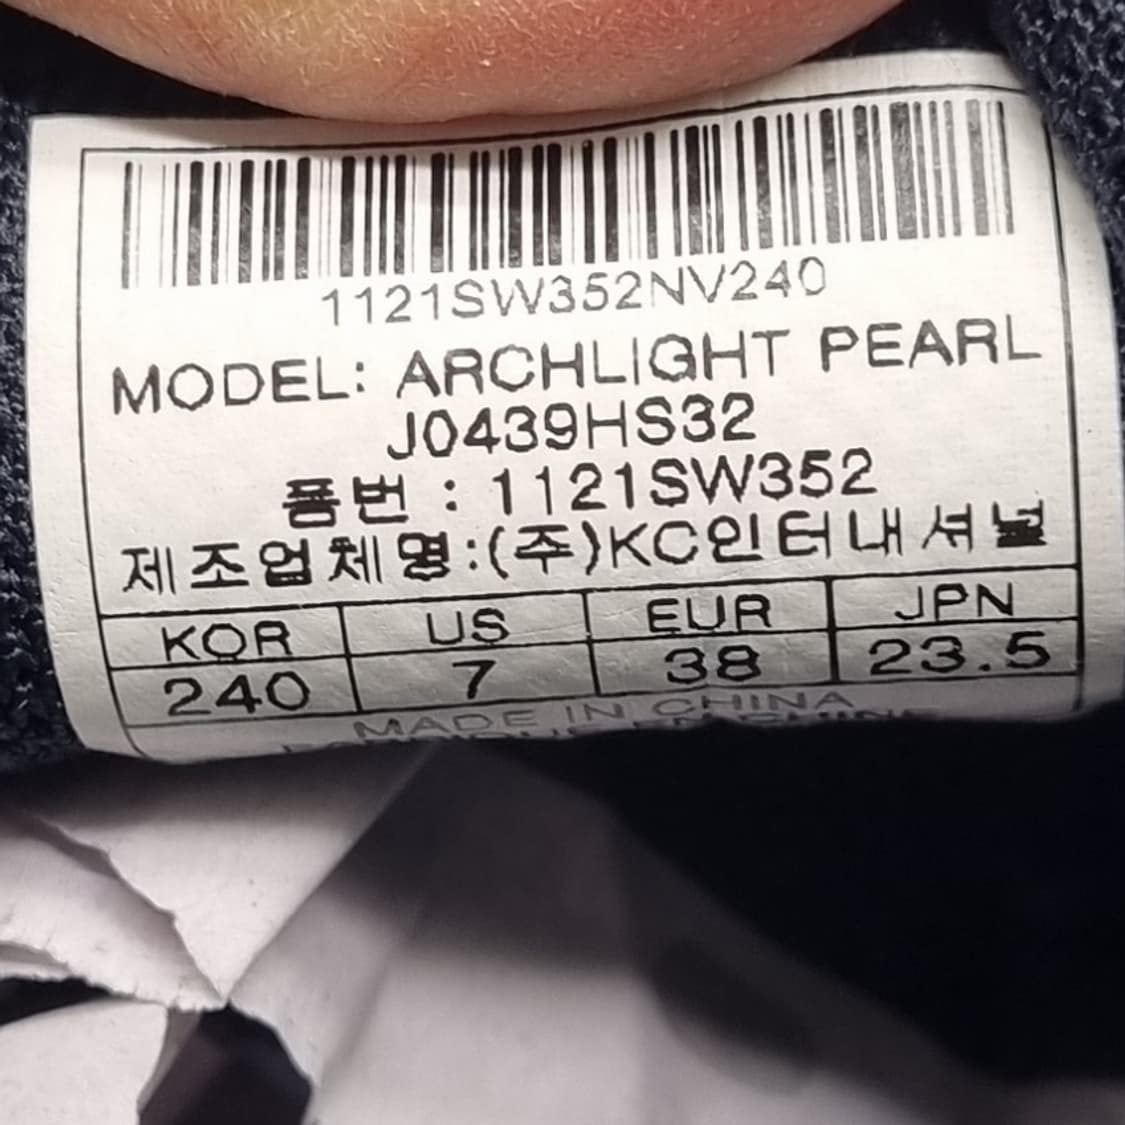 1121SW352NV240
MODEL: ARCHLIGHT PEARL
J0439HS32
품번 : 1121SW352
제조업체명:(주)KC인터내셔널
KOR US EUR JPN
240 7 38 23.5
MADE IN CHINA